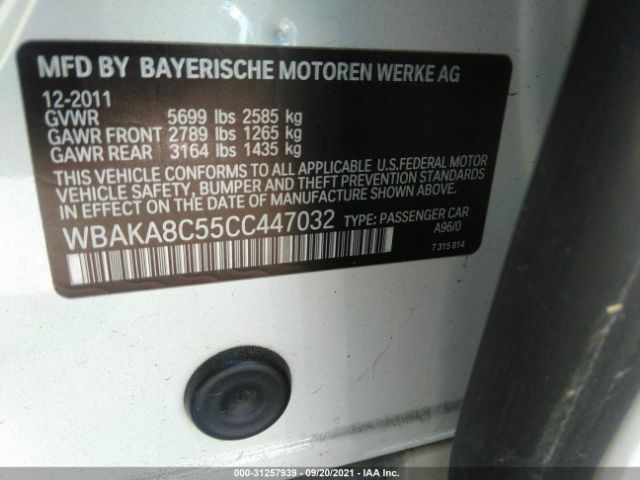 MFD BY BAYERISCHE MOTOREN WERKE AG
12-2011
GVWR 5699 lbs 2585 kg
GAWR FRONT 2789 lbs 1265 kg
GAWR REAR 3164 lbs 1435 kg
THIS VEHICLE CONFORMS TO ALL APPLICABLE U.S.FEDERAL MOTOR
VEHICLE SAFETY, BUMPER AND THEFT PREVENTION STANDARDS
IN EFFECT ON THE DATE OF MANUFACTURE SHOWN ABOVE.
WBAKA8C55CC447032 TYPE: PASSENGER CAR
A96/0
7 315 814
000-31257939 - 09/20/2021 - IAA Inc.